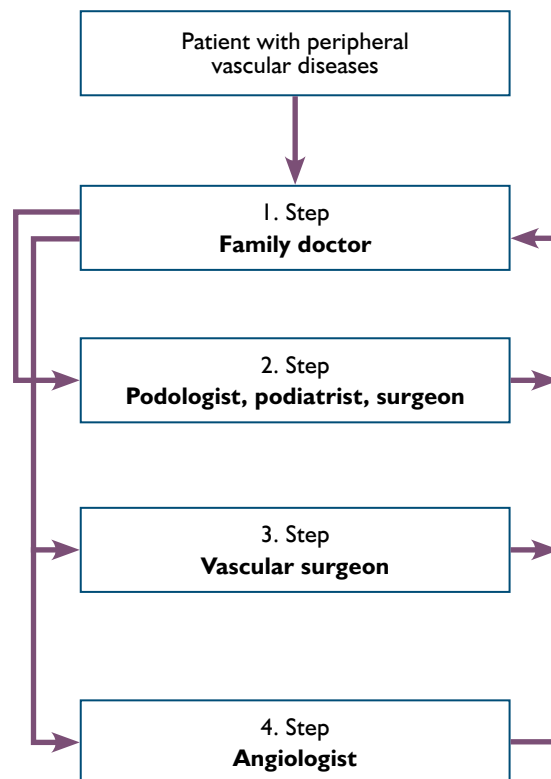 Patient with peripheral
vascular diseases
1. Step
Family doctor
2. Step
Podologist, podiatrist, surgeon
3. Step
Vascular surgeon
4. Step
Angiologist